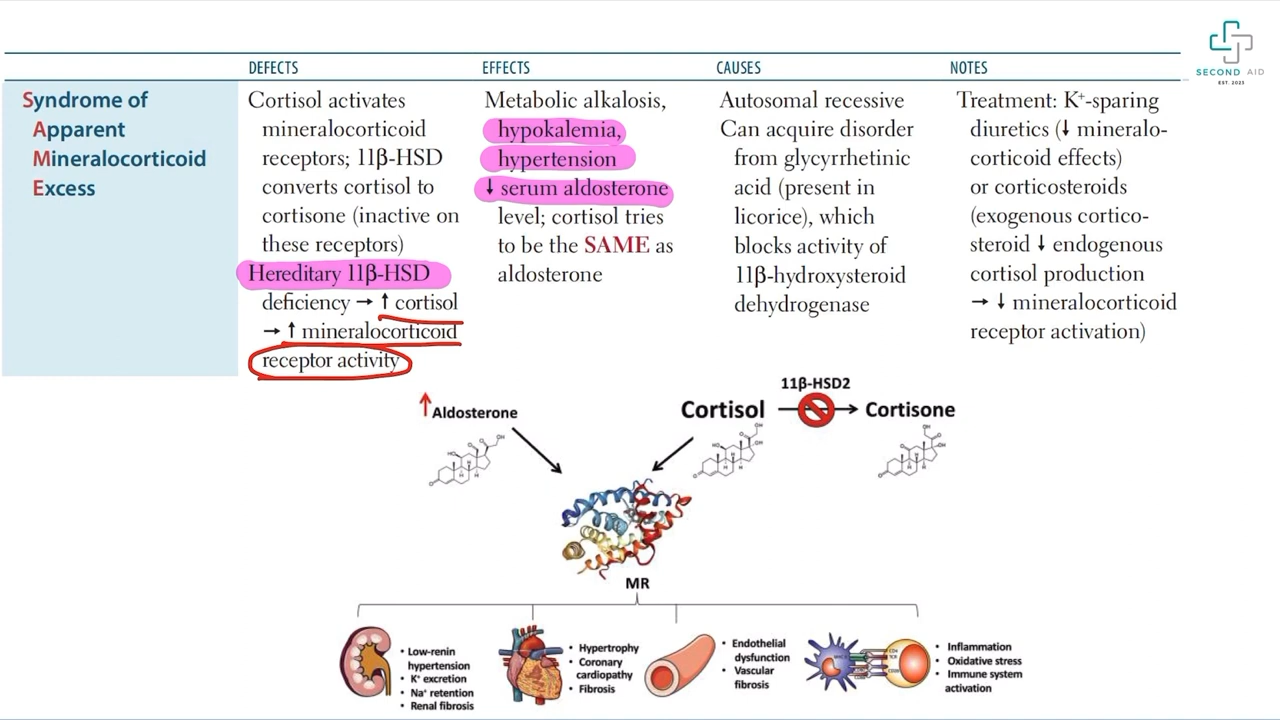 SECOND AID
EST. 2023
DEFECTS
EFFECTS
CAUSES
NOTES
Syndrome of
Apparent
Mineralocorticoid
Excess
Cortisol activates
mineralocorticoid
receptors; 11β-HSD
converts cortisol to
cortisone (inactive on
these receptors)
Hereditary 11β-HSD
deficiency → ↑ cortisol
→ ↑ mineralocorticoid
receptor activity
Metabolic alkalosis,
hypokalemia,
hypertension
↓ serum aldosterone
level; cortisol tries
to be the SAME as
aldosterone
Autosomal recessive
Can acquire disorder
from glycyrrhetinic
acid (present in
licorice), which
blocks activity of
11β-hydroxysteroid
dehydrogenase
Treatment: K⁺-sparing
diuretics (↓ mineralo-
corticoid effects)
or corticosteroids
(exogenous cortico-
steroid ↓ endogenous
cortisol production
→ ↓ mineralocorticoid
receptor activation)
↑ Aldosterone
Cortisol
11β-HSD2
Cortisone
MR
• Low-renin
hypertension
• K⁺ excretion
• Na⁺ retention
• Renal fibrosis
• Hypertrophy
• Coronary
cardiopathy
• Fibrosis
• Endothelial
dysfunction
• Vascular
fibrosis
• Inflammation
• Oxidative stress
• Immune system
activation